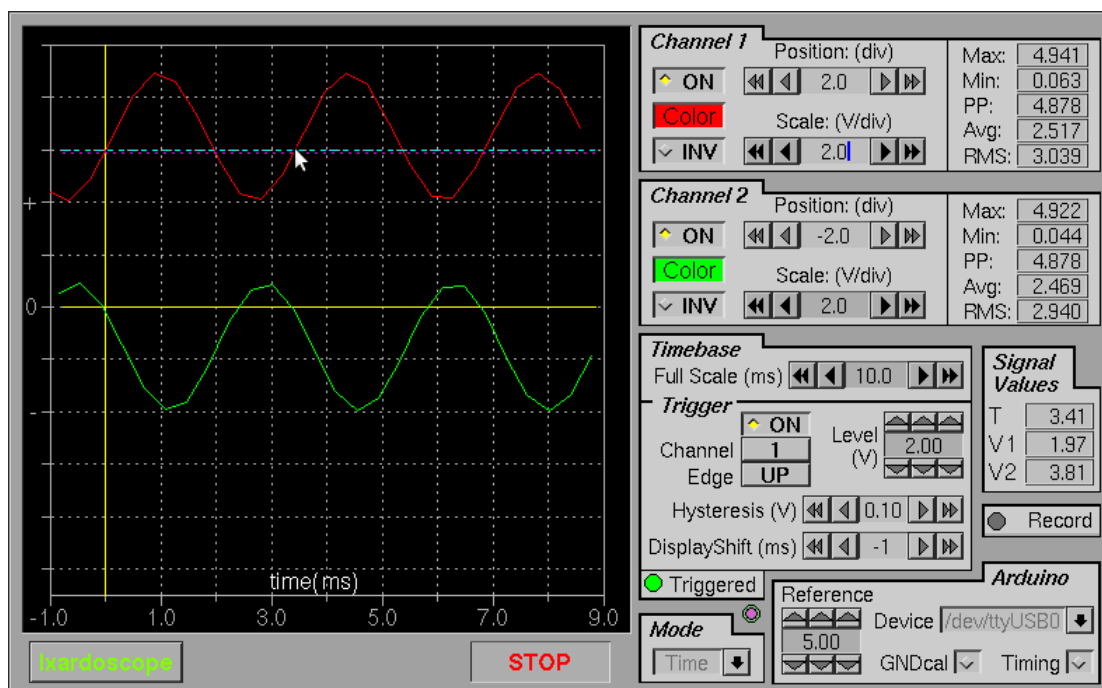 Channel 1
Position: (div)
ON
2.0
Color
Scale: (V/div)
INV
2.0
Max: 4.941
Min: 0.063
PP: 4.878
Avg: 2.517
RMS: 3.039
Channel 2
Position: (div)
ON
-2.0
Color
Scale: (V/div)
INV
2.0
Max: 4.922
Min: 0.044
PP: 4.878
Avg: 2.469
RMS: 2.940
+
0
-
time(ms)
-1.0 1.0 3.0 5.0 7.0 9.0
lxardoscope
STOP
Timebase
Full Scale (ms) 10.0
Trigger
ON
Channel 1
Edge UP
Level (V) 2.00
Hysteresis (V) 0.10
DisplayShift (ms) -1
Triggered
Signal
Values
T 3.41
V1 1.97
V2 3.81
Record
Mode
Time
Arduino
Reference
5.00
Device /dev/ttyUSB0
GNDcal Timing